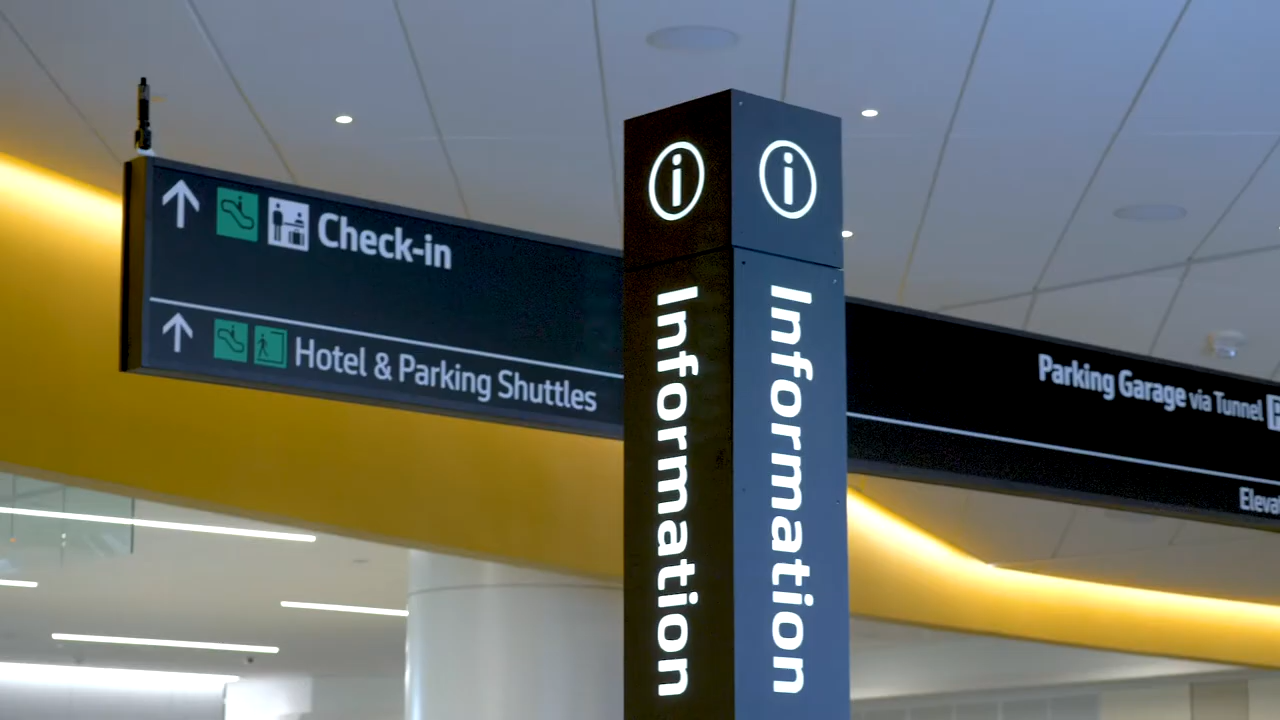 Check-in
Hotel & Parking Shuttles
i
Information
i
Information
Parking Garage via Tunnel